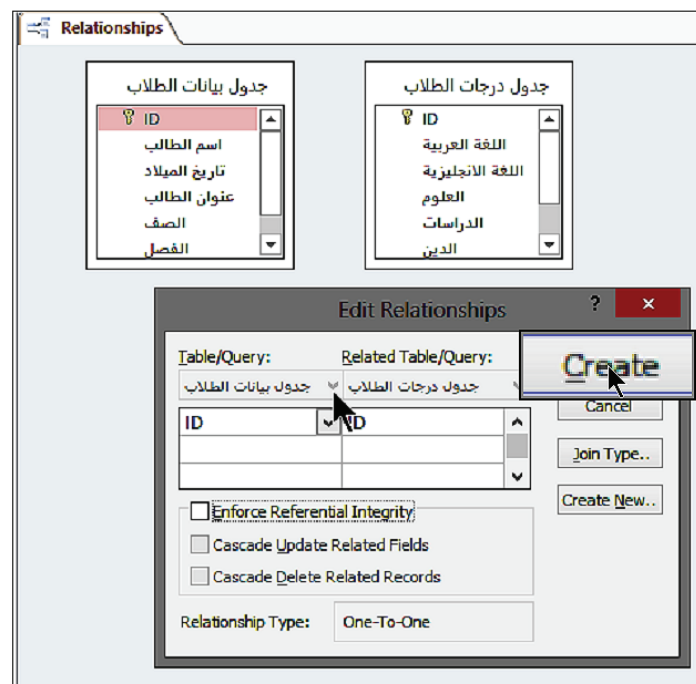 Relationships
جدول بيانات الطلاب
ID
اسم الطالب
تاريخ الميلاد
عنوان الطالب
الصف
الفصل
جدول درجات الطلاب
ID
اللغة العربية
اللغة الانجليزية
العلوم
الدراسات
الدين
Edit Relationships ? ×
Table/Query: Related Table/Query:
جدول بيانات الطلاب جدول درجات الطلاب
ID ID
Create
Cancel
Join Type..
Create New..
Enforce Referential Integrity
Cascade Update Related Fields
Cascade Delete Related Records
Relationship Type: One-To-One